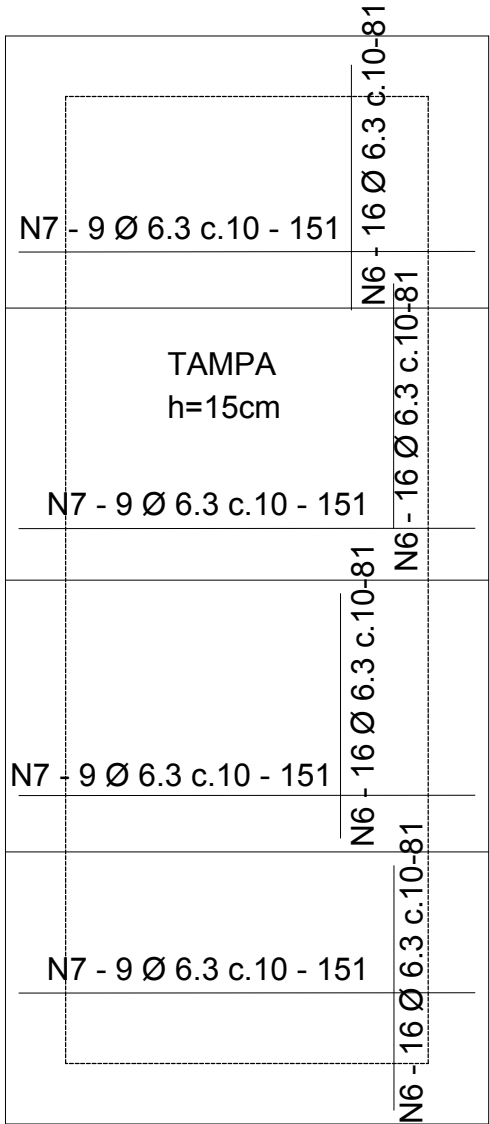 N6 - 16 Ø 6.3 c.10-81
N7 - 9 Ø 6.3 c.10 - 151
TAMPA
h=15cm
N6 - 16 Ø 6.3 c.10-81
N7 - 9 Ø 6.3 c.10 - 151
N6 - 16 Ø 6.3 c.10-81
N7 - 9 Ø 6.3 c.10 - 151
N6 - 16 Ø 6.3 c.10-81
N7 - 9 Ø 6.3 c.10 - 151